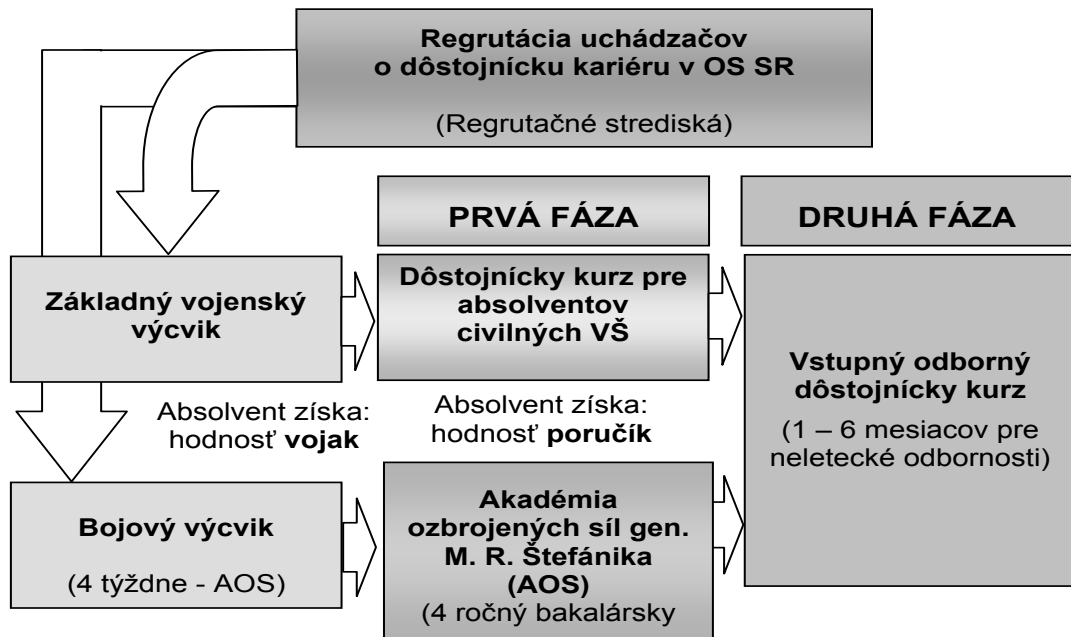 Regrutácia uchádzačov
o dôstojnícku kariéru v OS SR
(Regrutačné strediská)
PRVÁ FÁZA
DRUHÁ FÁZA
Základný vojenský
výcvik
Dôstojnícky kurz pre
absolventov
civilných VŠ
Vstupný odborný
dôstojnícky kurz
(1 – 6 mesiacov pre
neletecké odbornosti)
Absolvent získa:
hodnosť vojak
Absolvent získa:
hodnosť poručík
Bojový výcvik
(4 týždne - AOS)
Akadémia
ozbrojených síl gen.
M. R. Štefánika
(AOS)
(4 ročný bakalársky